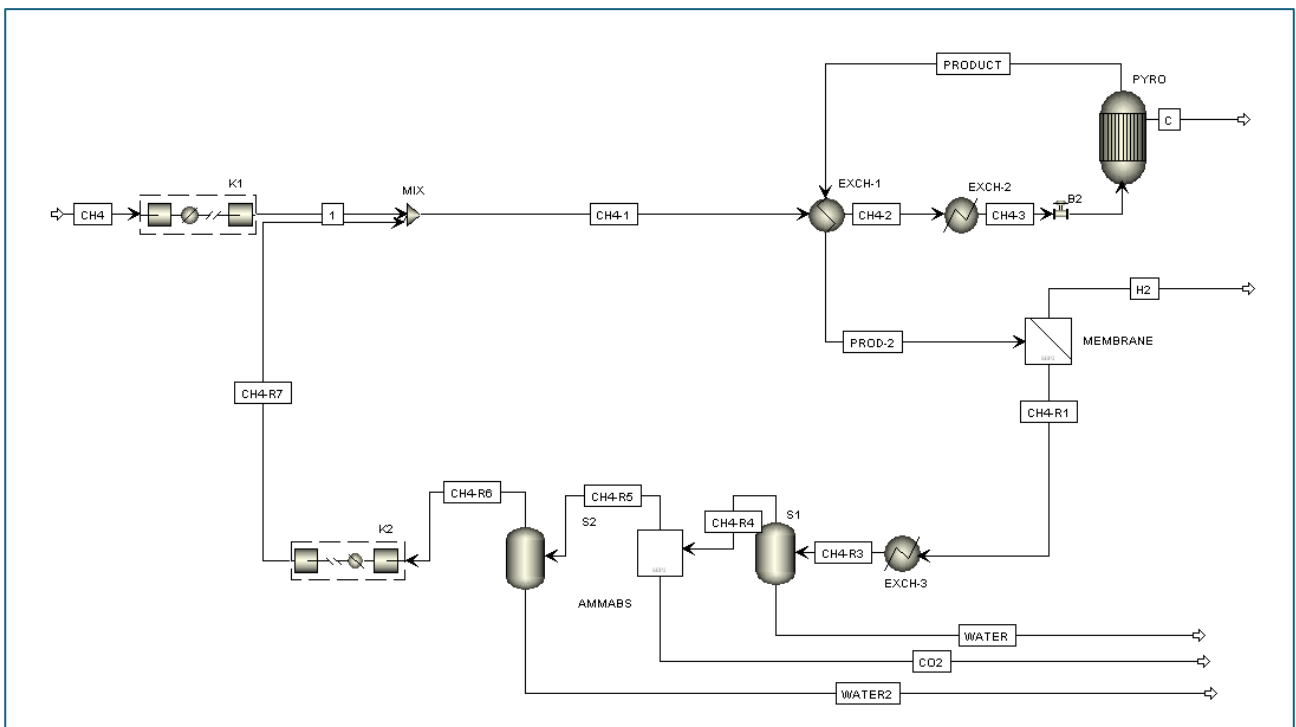 PRODUCT
PYRO
C
K1
MIX
EXCH-1
EXCH-2
B2
CH4
1
CH4-1
CH4-2
CH4-3
H2
PROD-2
MEMBRANE
CH4-R7
CH4-R1
CH4-R6
CH4-R5
S2
CH4-R4
S1
K2
CH4-R3
EXCH-3
AMMABS
WATER
CO2
WATER2